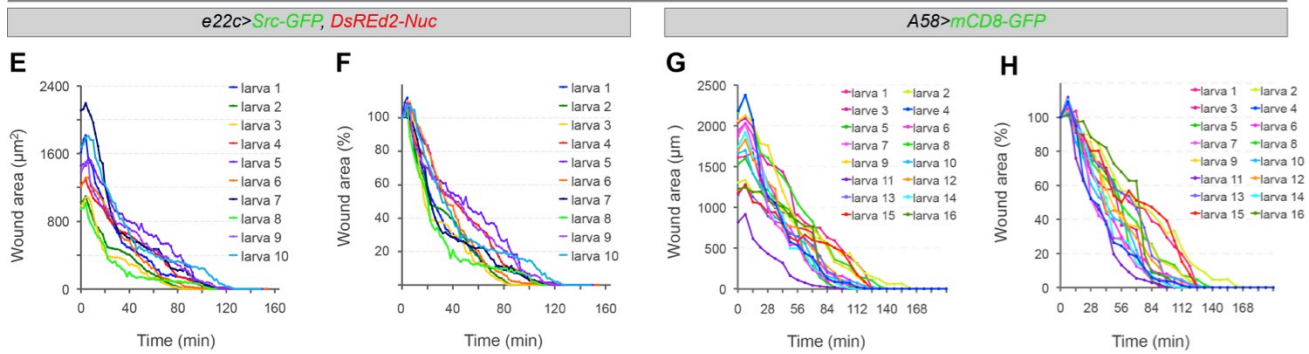 e22c>Src-GFP, DsREd2-Nuc
A58>mCD8-GFP
E
Wound area (µm²)
2400
1600
800
0
0 40 80 120 160
Time (min)
larva 1
larva 2
larva 3
larva 4
larva 5
larva 6
larva 7
larva 8
larva 9
larva 10
F
Wound area (%)
100
80
60
40
20
0 40 80 120 160
Time (min)
larva 1
larva 2
larva 3
larva 4
larva 5
larva 6
larva 7
larva 8
larva 9
larva 10
G
Wound area (µm)
2500
2000
1500
1000
500
0
0 28 56 84 112 140 168
Time (min)
larva 1 larva 2
larva 3 larve 4
larva 5 larva 6
larva 7 larva 8
larva 9 larva 10
larva 11 larva 12
larva 13 larva 14
larva 15 larva 16
H
Wound area (%)
100
80
60
40
20
0
0 28 56 84 112 140 168
Time (min)
larva 1 larva 2
larva 3 larve 4
larva 5 larva 6
larva 7 larva 8
larva 9 larva 10
larva 11 larva 12
larva 13 larva 14
larva 15 larva 16